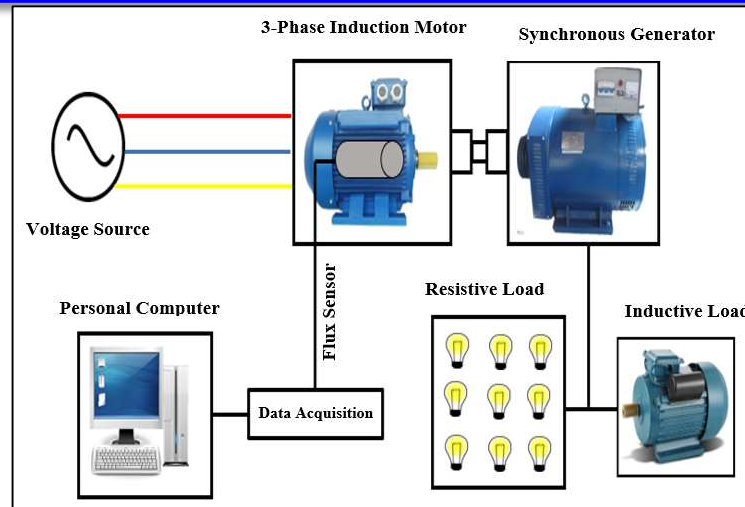 3-Phase Induction Motor
Synchronous Generator
Voltage Source
Flux Sensor
Resistive Load
Personal Computer
Inductive Load
Data Acquisition